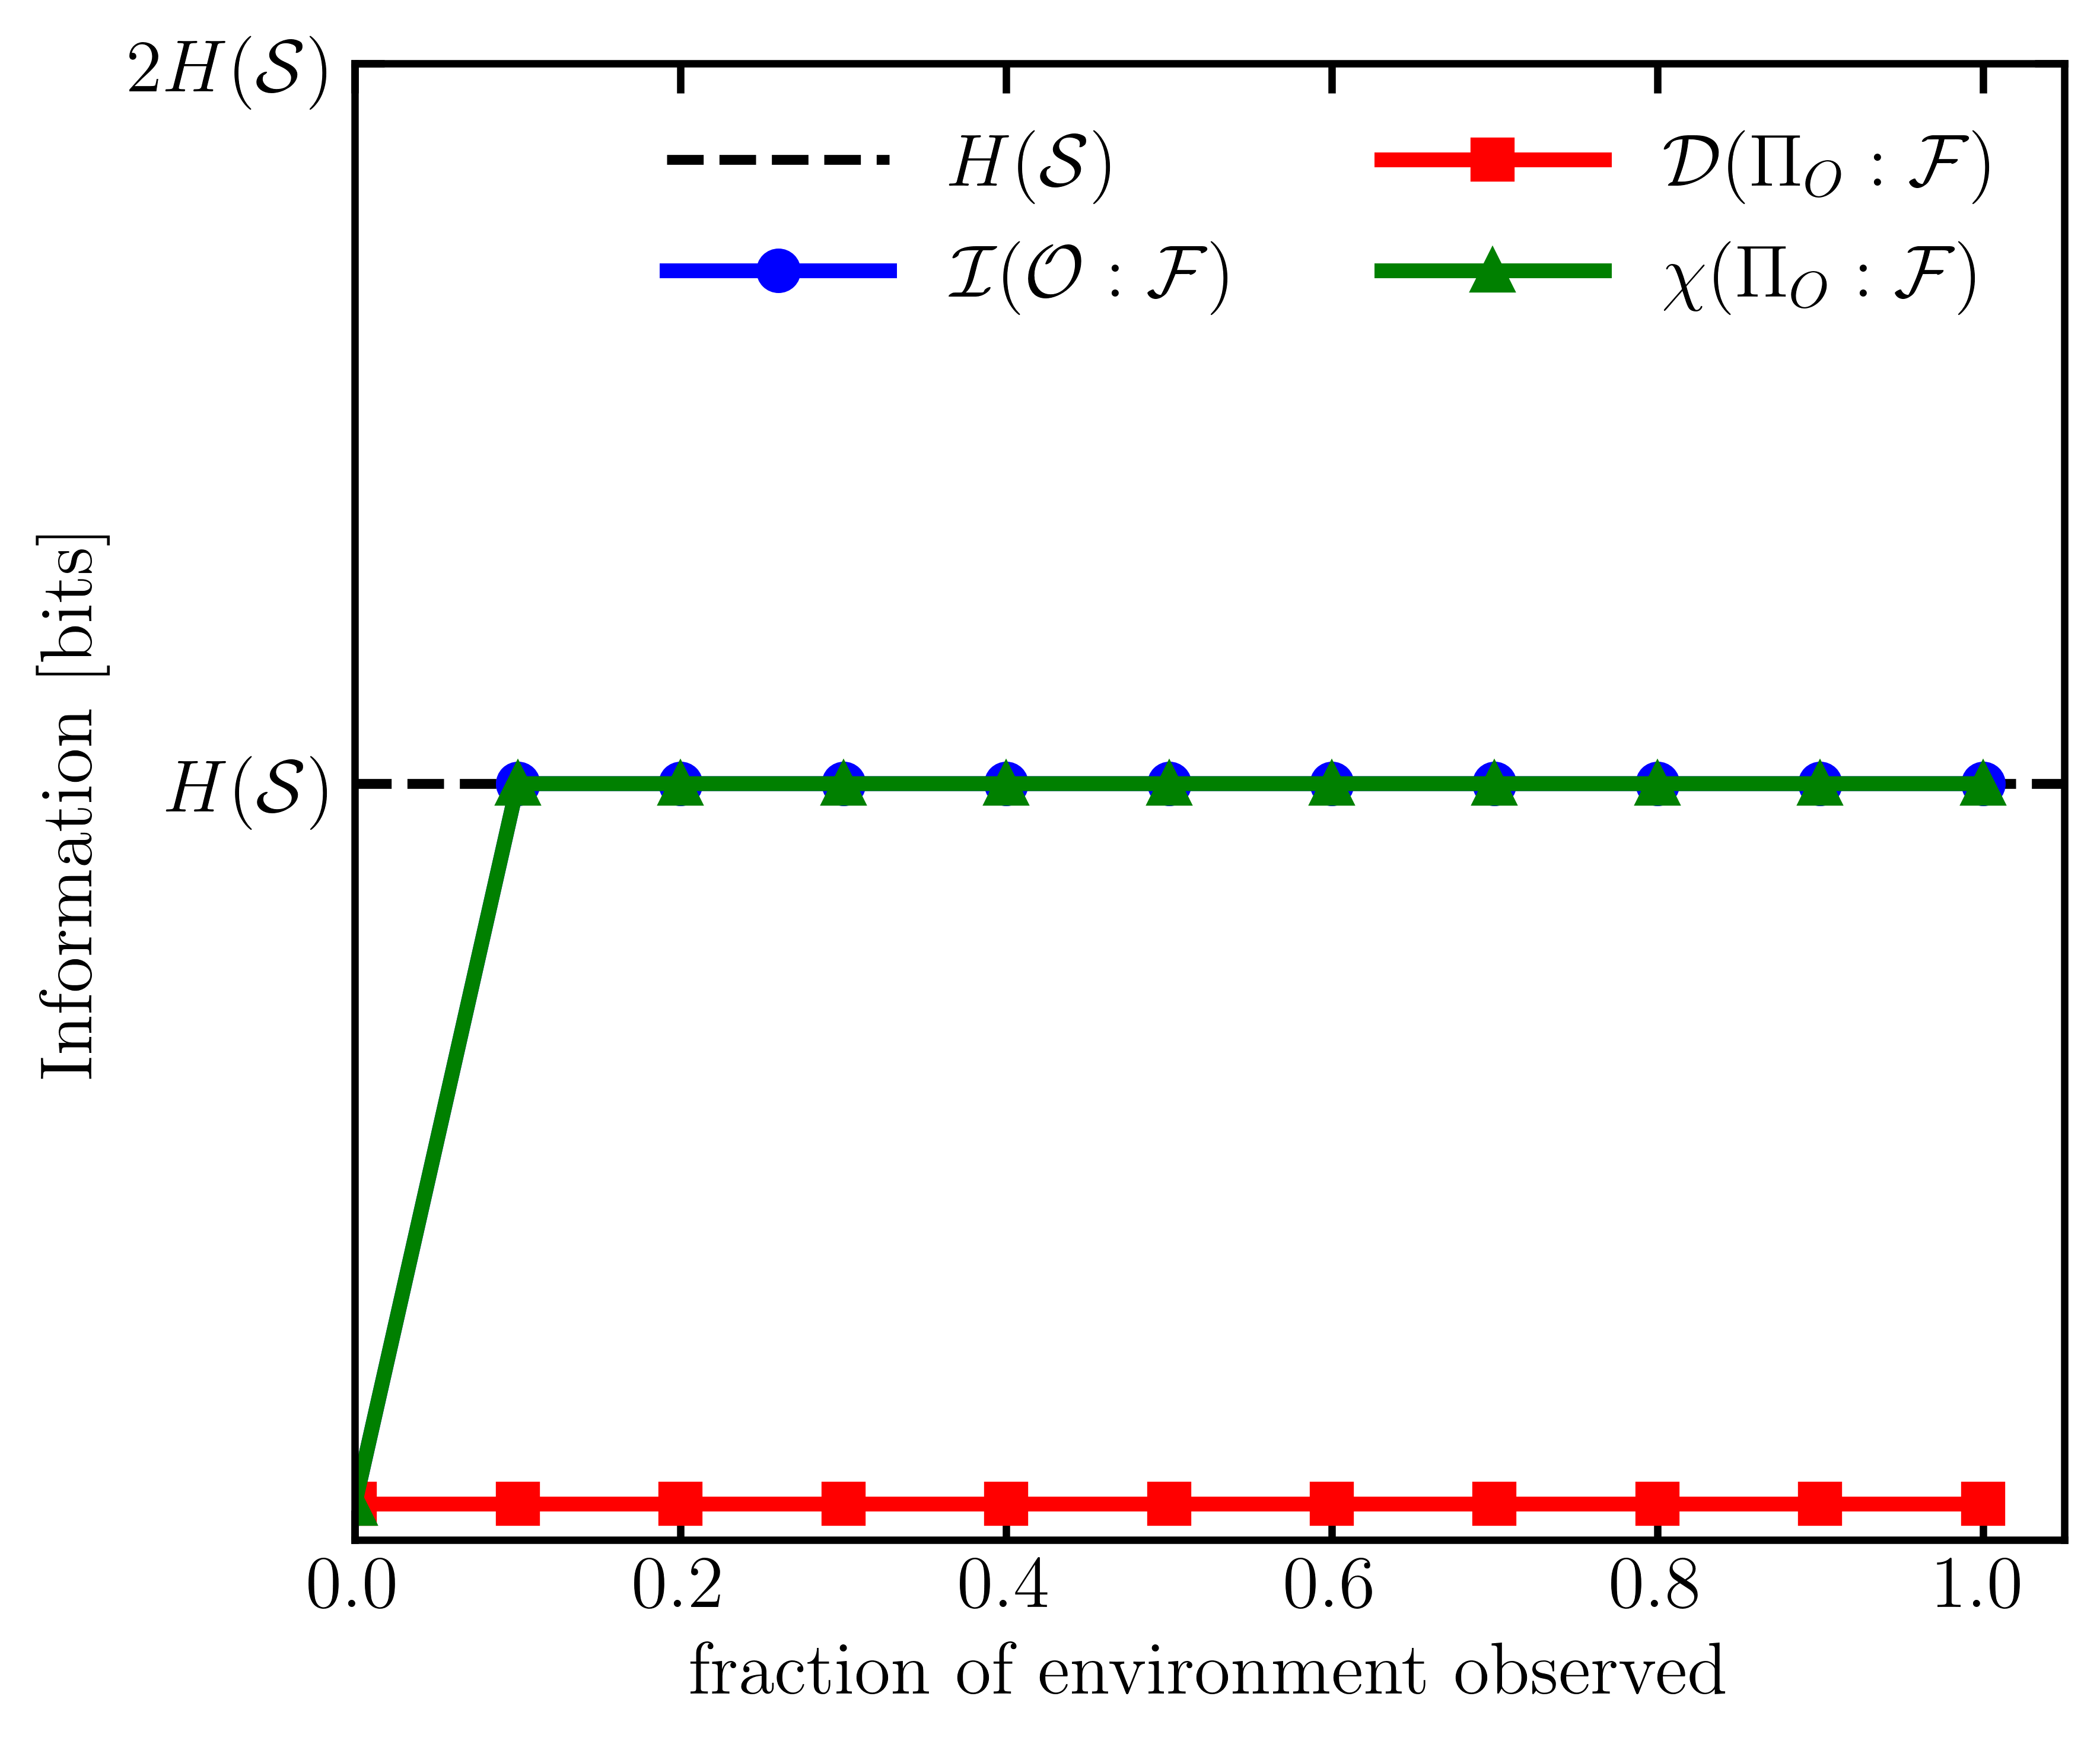 2H(𝒮)
H(𝒮)
𝒟(Π_O : ℱ)
ℐ(𝒪 : ℱ)
χ(Π_O : ℱ)
Information [bits]
H(𝒮)
0.0 0.2 0.4 0.6 0.8 1.0
fraction of environment observed